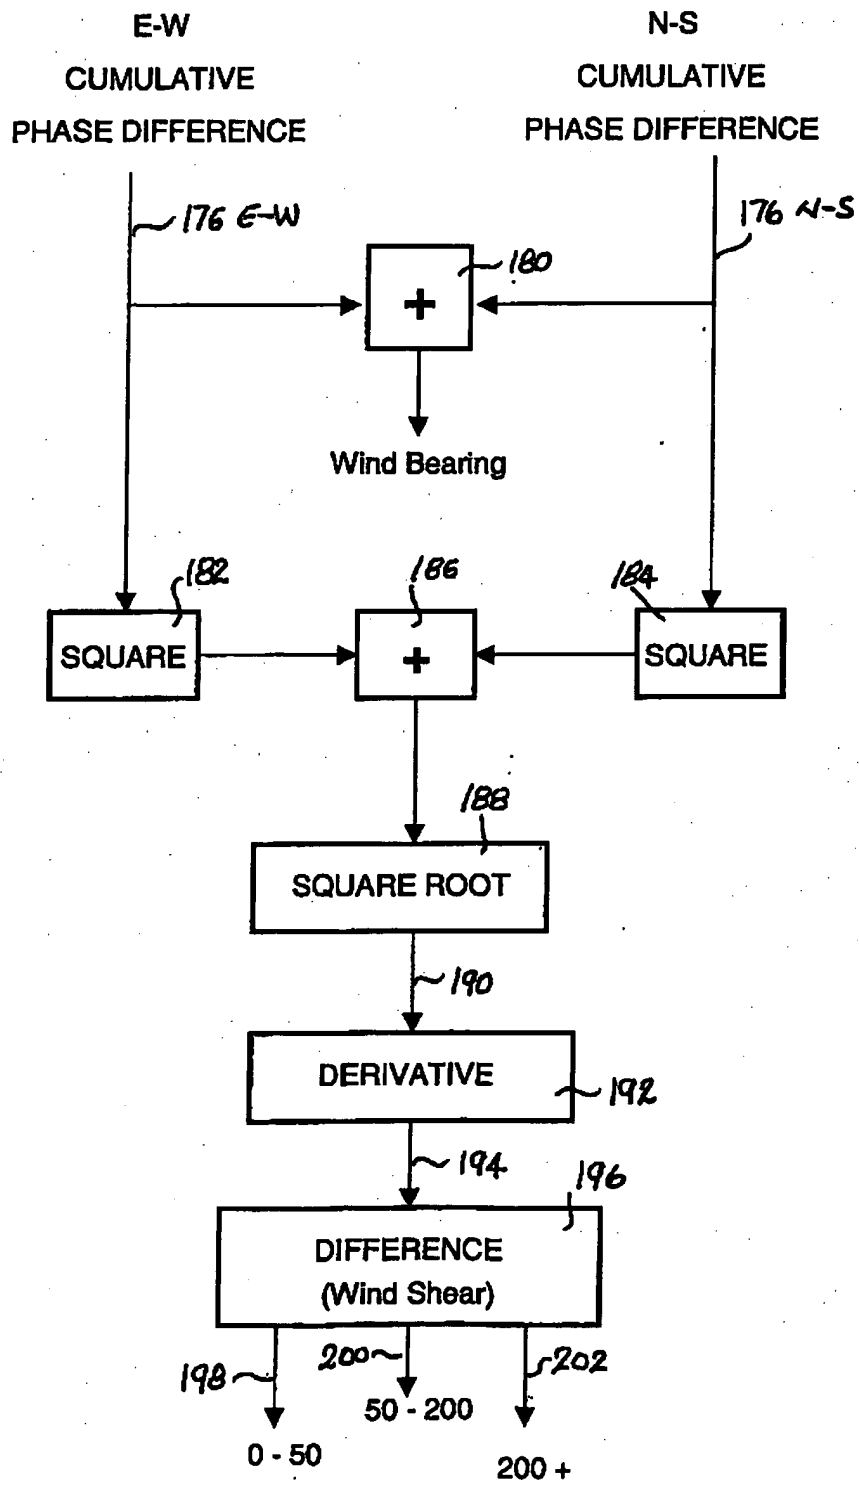 E-W
CUMULATIVE
PHASE DIFFERENCE
N-S
CUMULATIVE
PHASE DIFFERENCE
176 E-W
176 N-S
180
+
Wind Bearing
182
186
184
SQUARE
+
SQUARE
188
SQUARE ROOT
190
DERIVATIVE
192
194
196
DIFFERENCE
(Wind Shear)
198
200
202
0 - 50
50 - 200
200 +